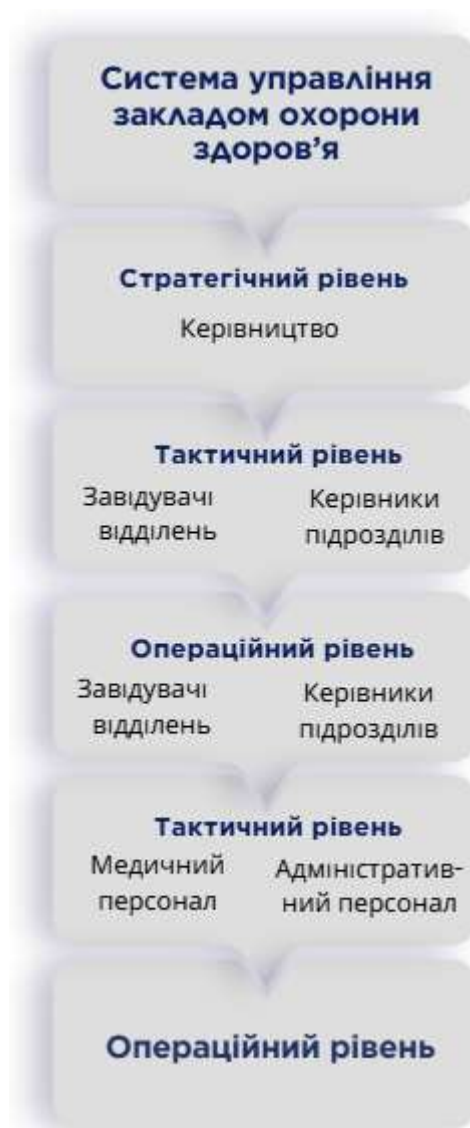 Система управління
закладом охорони
здоров’я
Стратегічний рівень
Керівництво
Тактичний рівень
Завідувачі
відділень
Керівники
підрозділів
Операційний рівень
Завідувачі
відділень
Керівники
підрозділів
Тактичний рівень
Медичний
персонал
Адміністратив-
ний персонал
Операційний рівень